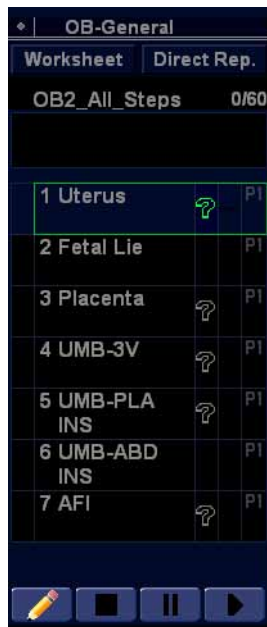 OB-General
Worksheet Direct Rep.
OB2_All_Steps 0/60
1 Uterus ? P1
2 Fetal Lie P1
3 Placenta ? P1
4 UMB-3V ? P1
5 UMB-PLA ? P1
INS
6 UMB-ABD P1
INS
7 AFI ? P1